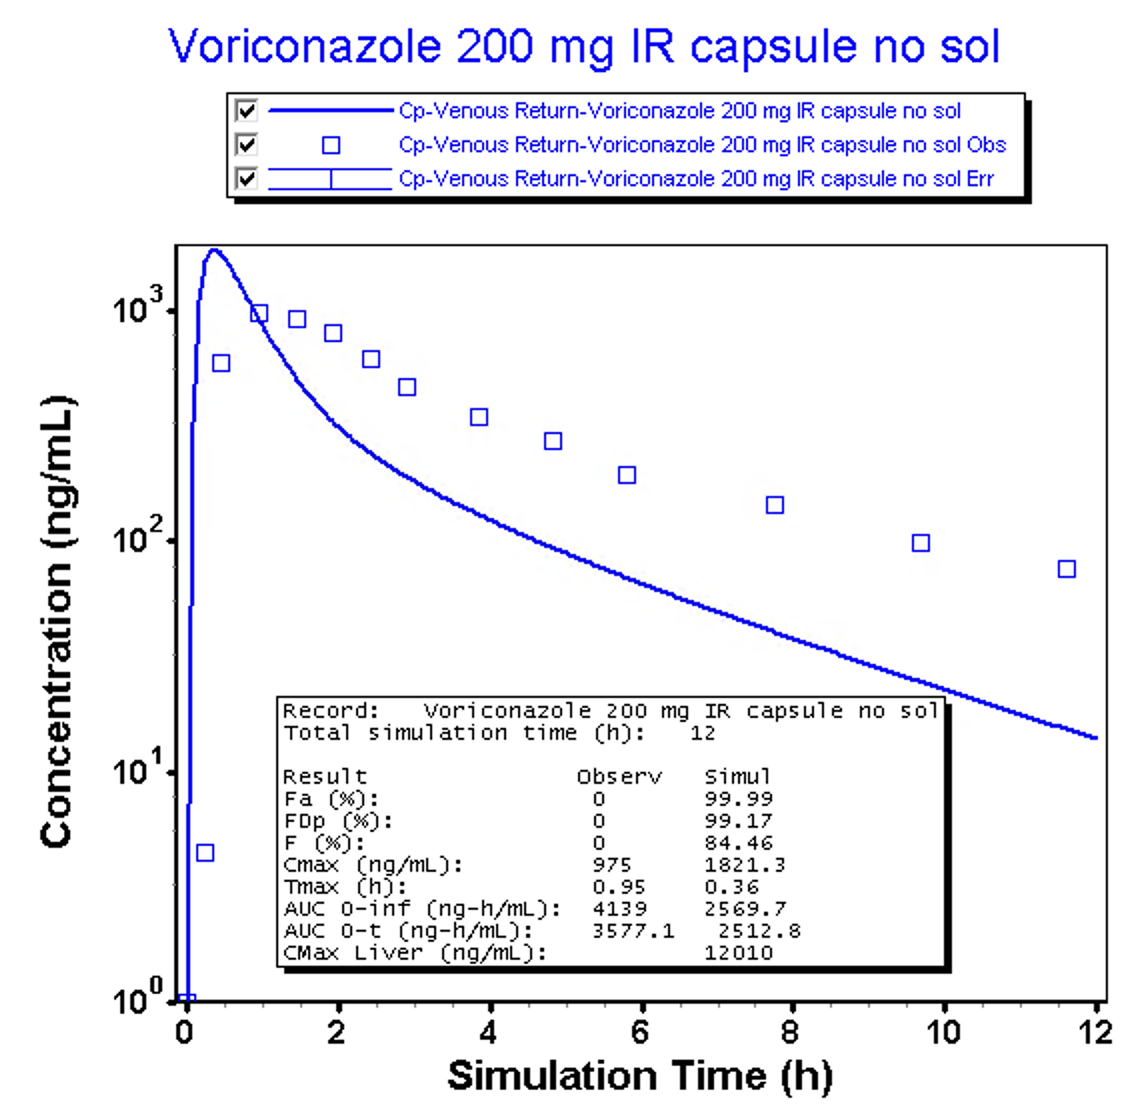 Voriconazole 200 mg IR capsule no sol
Cp-Venous Return-Voriconazole 200 mg IR capsule no sol
Cp-Venous Return-Voriconazole 200 mg IR capsule no sol Obs
Cp-Venous Return-Voriconazole 200 mg IR capsule no sol Err
Concentration (ng/mL)
10³
10²
10¹
10⁰
Record: Voriconazole 200 mg IR capsule no sol
Total simulation time (h): 12
Result Observ Simul
Fa (%): 0 99.99
FDp (%): 0 99.17
F (%): 0 84.46
Cmax (ng/mL): 975 1821.3
Tmax (h): 0.95 0.36
AUC 0-inf (ng-h/mL): 4139 2569.7
AUC 0-t (ng-h/mL): 3577.1 2512.8
CMax Liver (ng/mL): 12010
0 2 4 6 8 10 12
Simulation Time (h)